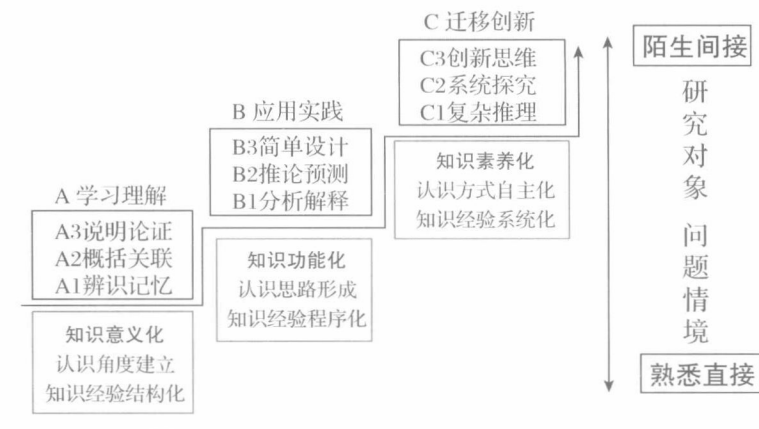 C 迁移创新
C3创新思维
C2系统探究
C1复杂推理
知识素养化
认识方式自主化
知识经验系统化
B 应用实践
B3简单设计
B2推论预测
B1分析解释
知识功能化
认识思路形成
知识经验程序化
A 学习理解
A3说明论证
A2概括关联
A1辨识记忆
知识意义化
认识角度建立
知识经验结构化
陌生间接
研究对象 问题情境
熟悉直接